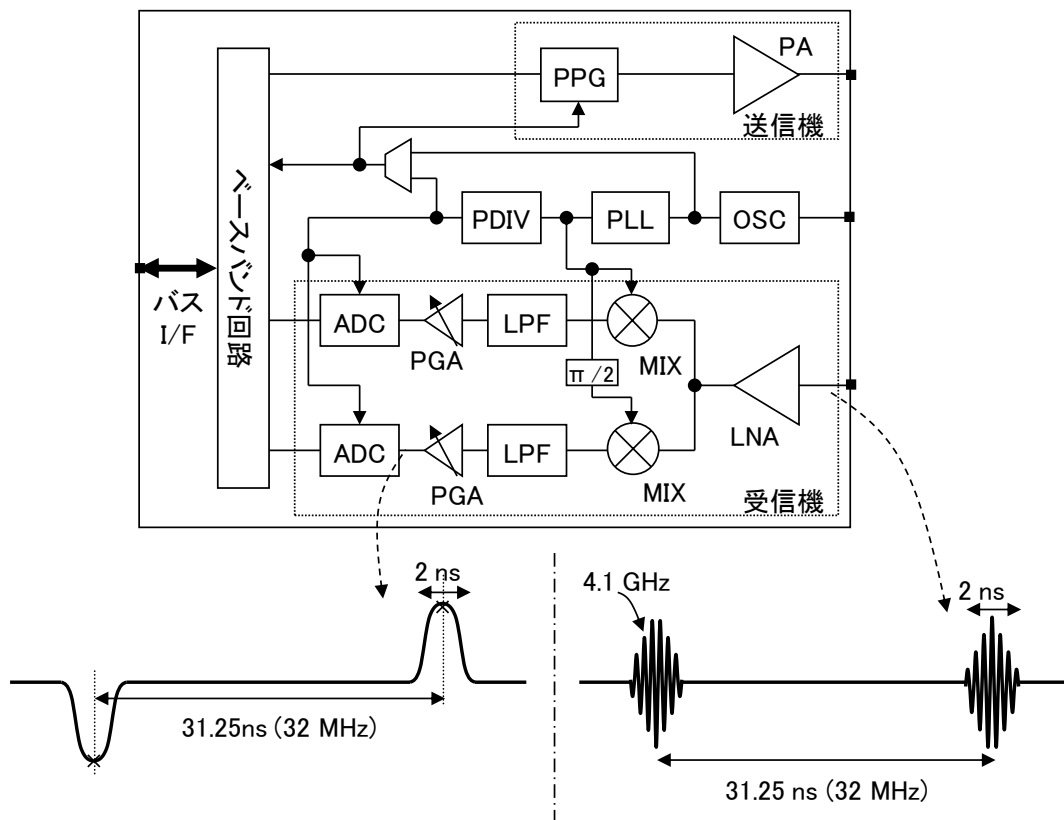 PA
PPG
送信機
ベースバンド回路
PDIV
PLL
OSC
バス
I/F
ADC
PGA
LPF
MIX
π/2
LNA
ADC
PGA
LPF
MIX
受信機
2 ns
4.1 GHz
2 ns
31.25ns (32 MHz)
31.25 ns (32 MHz)